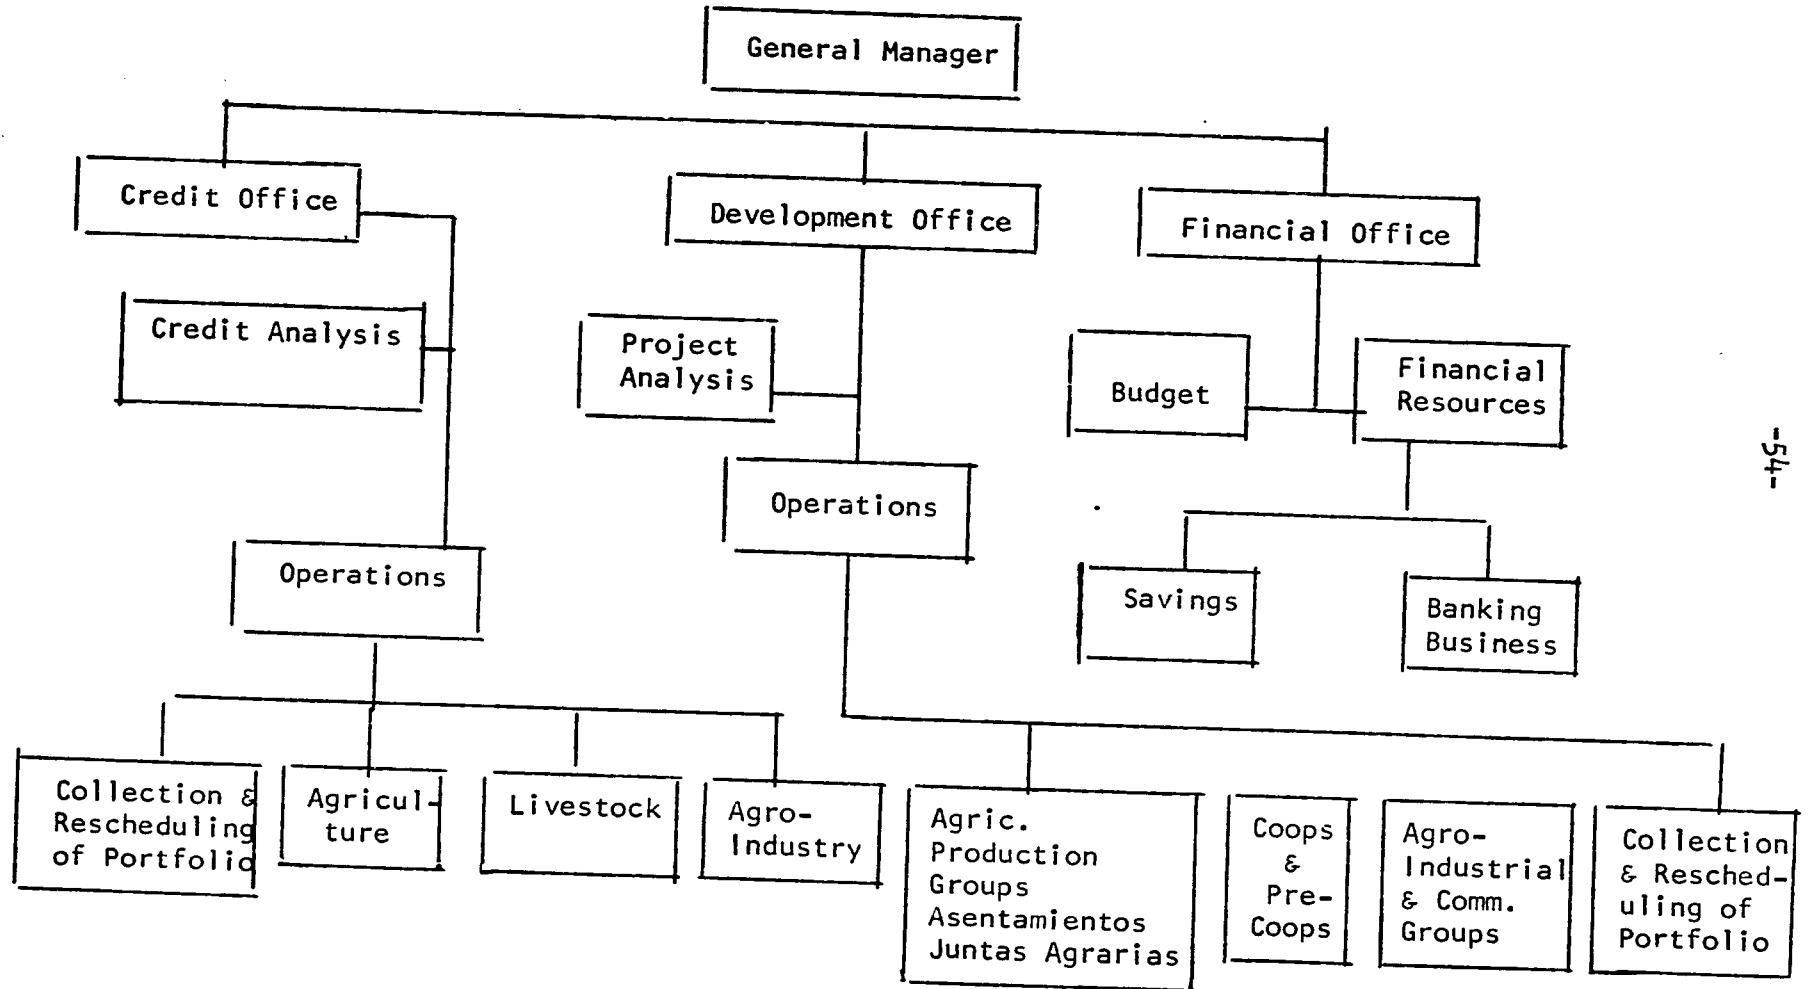 General Manager
Credit Office
Development Office
Financial Office
Credit Analysis
Project
Analysis
Budget
Financial
Resources
-54-
Operations
Operations
Savings
Banking
Business
Collection &
Rescheduling
of Portfolio
Agricul-
ture
Livestock
Agro-
Industry
Agric.
Production
Groups
Asentamientos
Juntas Agrarias
Coops
&
Pre-
Coops
Agro-
Industrial
& Comm.
Groups
Collection
& Resched-
uling of
Portfolio